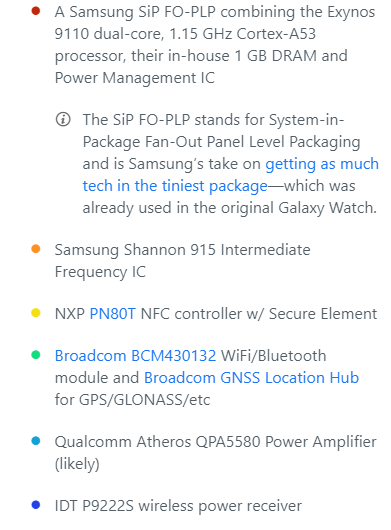 A Samsung SiP FO-PLP combining the Exynos
9110 dual-core, 1.15 GHz Cortex-A53
processor, their in-house 1 GB DRAM and
Power Management IC
The SiP FO-PLP stands for System-in-
Package Fan-Out Panel Level Packaging
and is Samsung’s take on getting as much
tech in the tiniest package—which was
already used in the original Galaxy Watch.
Samsung Shannon 915 Intermediate
Frequency IC
NXP PN80T NFC controller w/ Secure Element
Broadcom BCM430132 WiFi/Bluetooth
module and Broadcom GNSS Location Hub
for GPS/GLONASS/etc
Qualcomm Atheros QPA5580 Power Amplifier
(likely)
IDT P9222S wireless power receiver